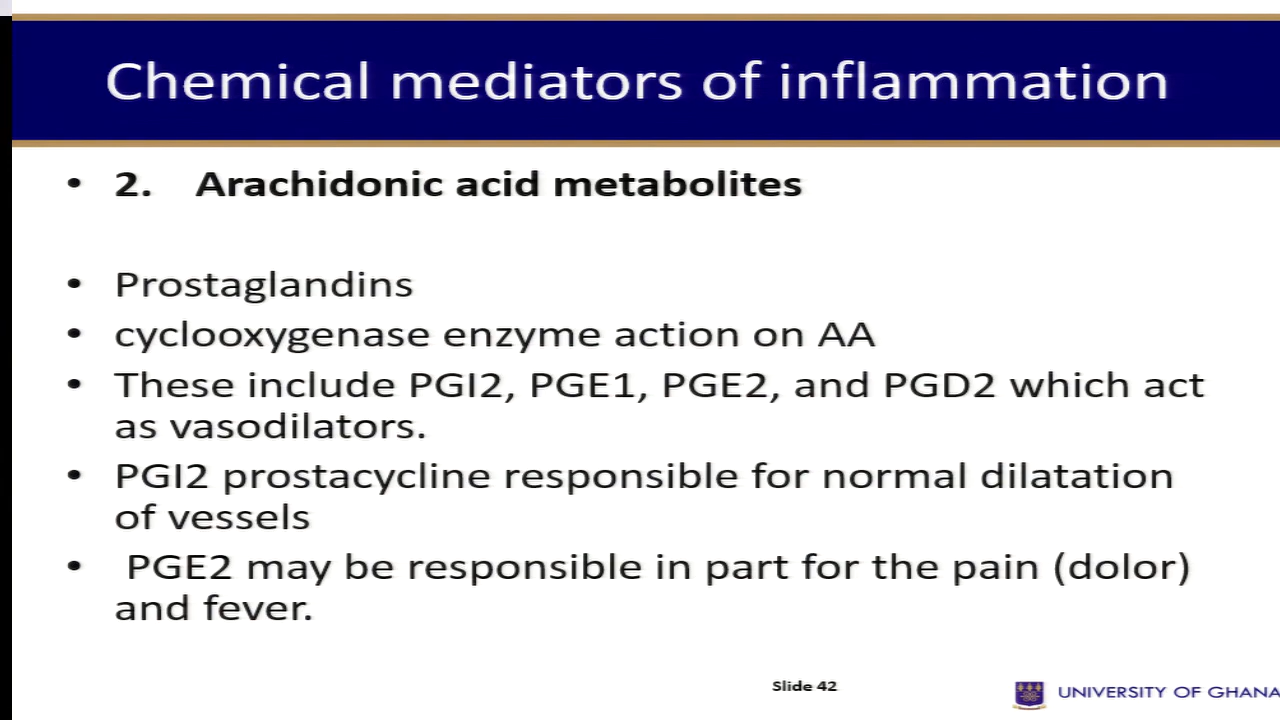 Chemical mediators of inflammation
• 2. Arachidonic acid metabolites
• Prostaglandins
• cyclooxygenase enzyme action on AA
• These include PGI2, PGE1, PGE2, and PGD2 which act
as vasodilators.
• PGI2 prostacycline responsible for normal dilatation
of vessels
• PGE2 may be responsible in part for the pain (dolor)
and fever.
Slide 42
UNIVERSITY OF GHANA